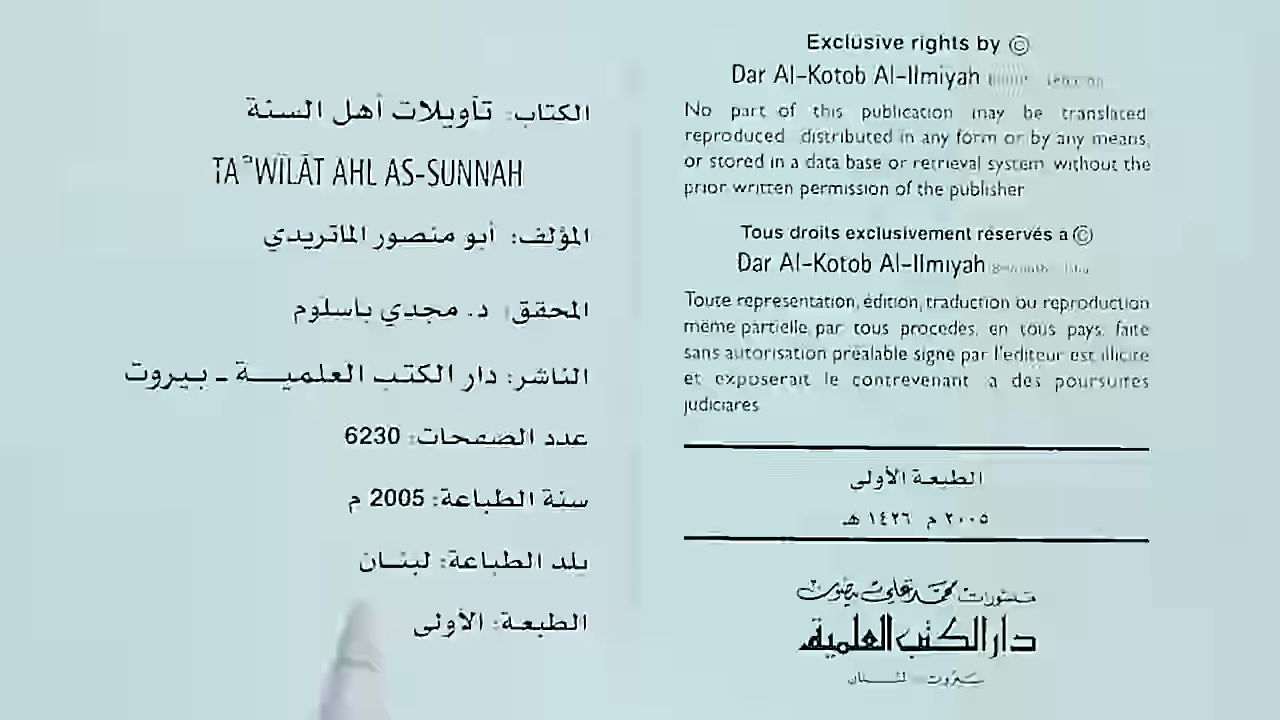 الكتاب: تأويلات أهل السنة
TAʾWĪLĀT AHL AS-SUNNAH
المؤلف: أبو منصور الماتريدي
المحقق: د. مجدي باسلوم
الناشر: دار الكتب العلميـــة ـ بيروت
عدد الصفحات: 6230
سنة الطباعة: 2005 م
بلد الطباعة: لبنـان
الطبعة: الأولى
Exclusive rights by ©
Dar Al-Kotob Al-Ilmiyah
No part of this publication may be translated
reproduced distributed in any form or by any means,
or stored in a data base or retrieval system without the
prior written permission of the publisher
Tous droits exclusivement réservés a ©
Dar Al-Kotob Al-Ilmiyah
Toute representation, édition, traduction ou reproduction
même partielle par tous procedes, en tous pays, faite
sans autorisation préalable signe par l'editeur est illicite
et exposerait le contrevenant a des poursuites
judiciares
الطبعة الأولى
٢٠٠٥ م ١٤٢٦ هـ
منشورات محمد علي بيضون
دار الكتب العلمية
بيروت لبنـان